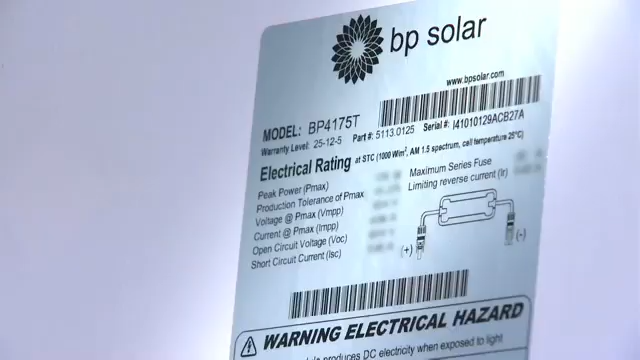 bp solar
www.bpsolar.com
MODEL: BP4175T
Warranty Level: 25-12-5 Part #: 5113.0125 Serial #: I41010129ACB27A
Electrical Rating at STC (1000 W/m², AM 1.5 spectrum, cell temperature 25°C)
Peak Power (Pmax)
Production Tolerance of Pmax
Voltage @ Pmax (Vmpp)
Current @ Pmax (Impp)
Open Circuit Voltage (Voc)
Short Circuit Current (Isc)
Maximum Series Fuse
Limiting reverse current (Ir)
(+)
(-)
WARNING ELECTRICAL HAZARD
produces DC electricity when exposed to light